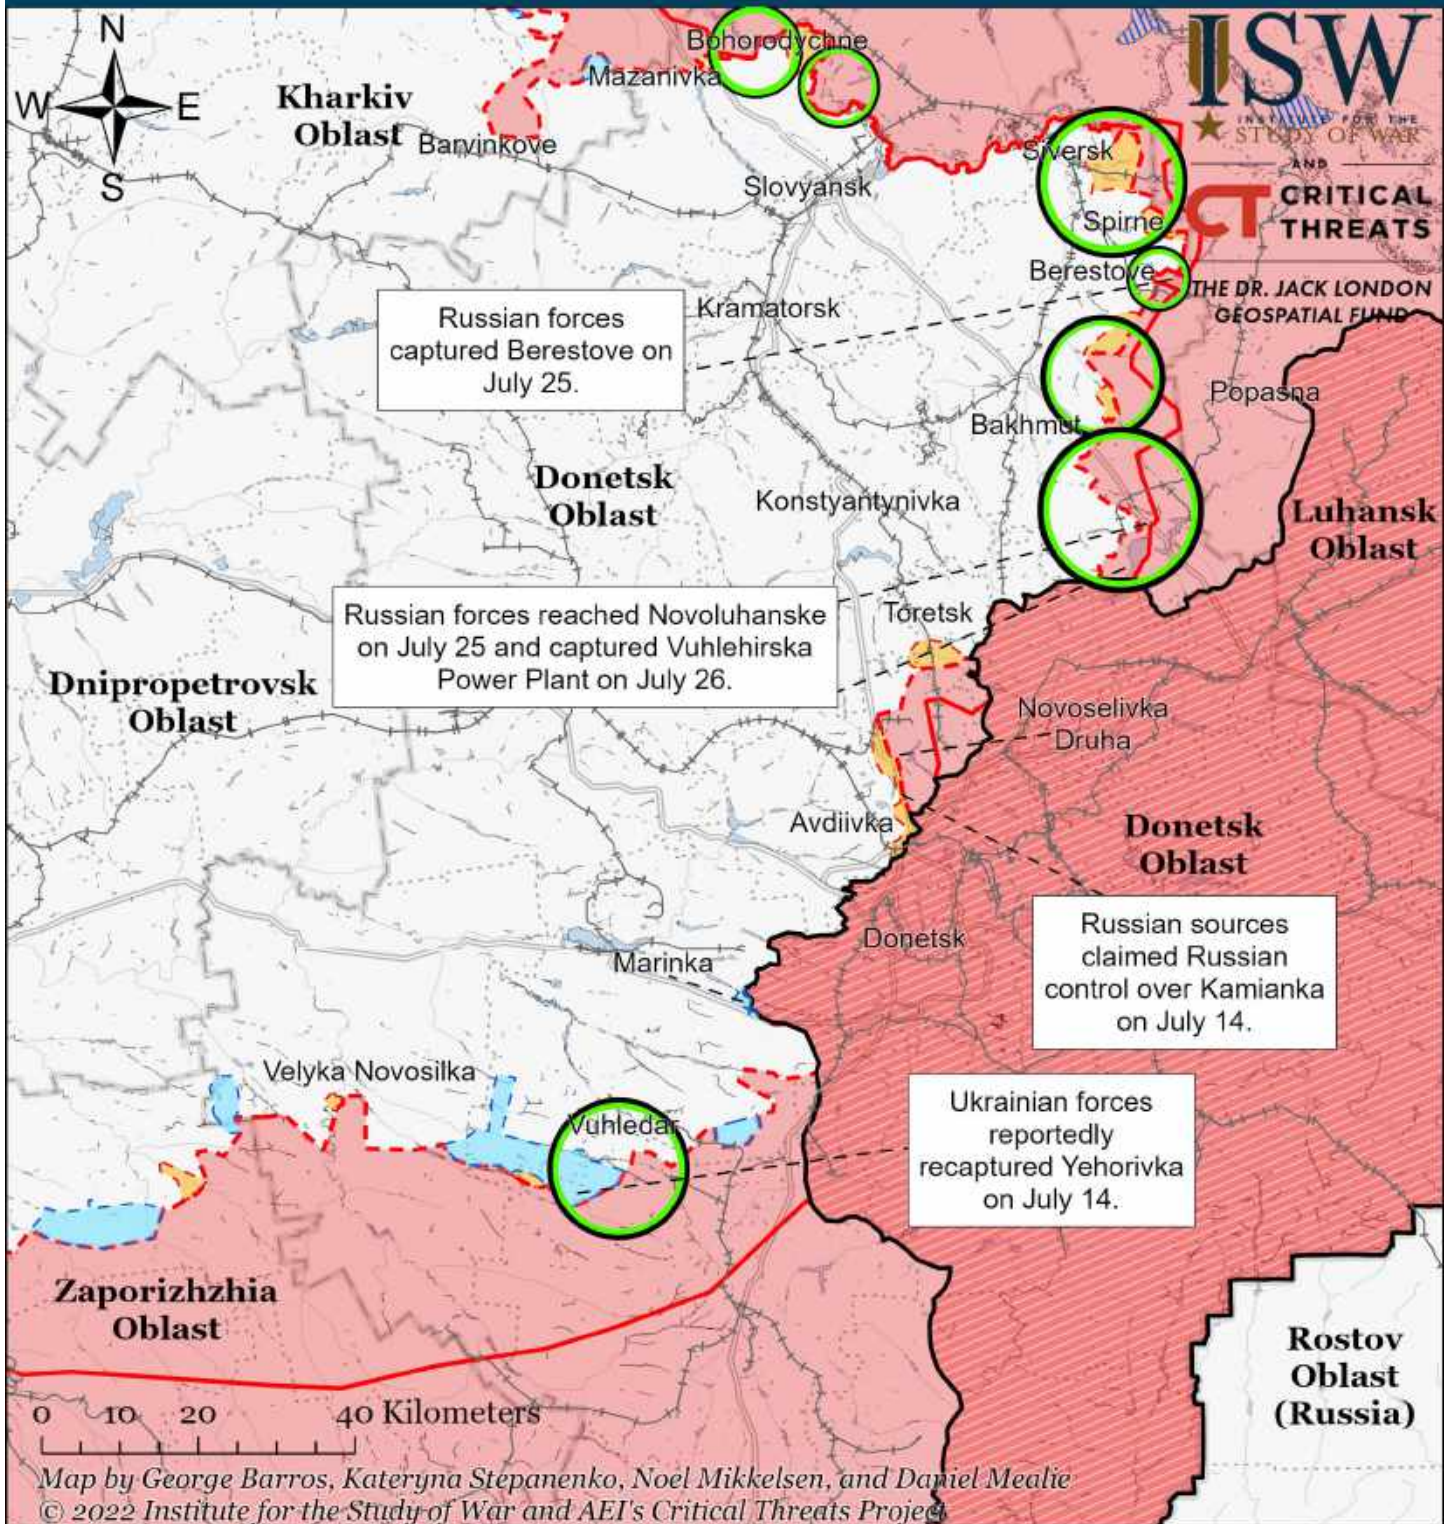 N
W
E
S
Kharkiv
Oblast
Barvinkove
Mazanivka
Bohorodychne
ISW
INSTITUTE FOR THE
STUDY OF WAR
AND
CT CRITICAL
THREATS
THE DR. JACK LONDON
GEOSPATIAL FUND
Siversk
Slovyansk
Spirne
Berestove
Kramatorsk
Russian forces
captured Berestove on
July 25.
Popasna
Bakhmut
Donetsk
Oblast
Konstyantynivka
Luhansk
Oblast
Russian forces reached Novoluhanske
on July 25 and captured Vuhlehirska
Power Plant on July 26.
Toretsk
Dnipropetrovsk
Oblast
Novoselivka
Druha
Avdiivka
Donetsk
Oblast
Donetsk
Marinka
Russian sources
claimed Russian
control over Kamianka
on July 14.
Velyka Novosilka
Vuhledar
Ukrainian forces
reportedly
recaptured Yehorivka
on July 14.
Zaporizhzhia
Oblast
Rostov
Oblast
(Russia)
0 10 20 40 Kilometers
Map by George Barros, Kateryna Stepanenko, Noel Mikkelsen, and Daniel Mealie
© 2022 Institute for the Study of War and AEI's Critical Threats Project